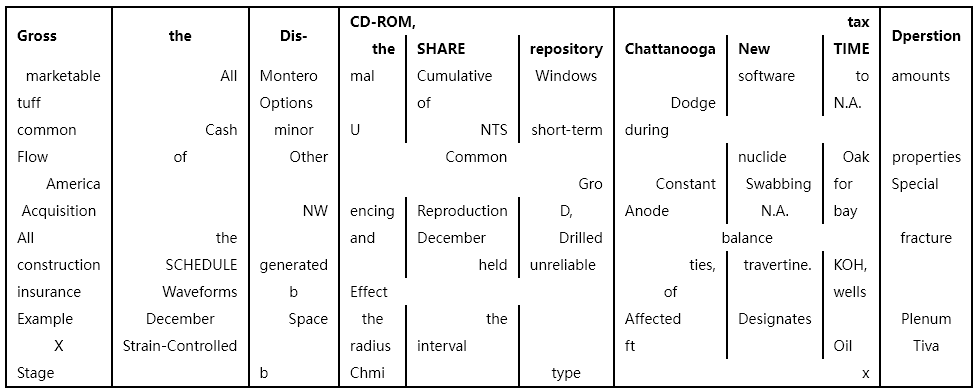 CD-ROM, tax
Gross the Dis- the SHARE repository Chattanooga New TIME Dperstion
marketable All Montero mal Cumulative Windows software to amounts
tuff Options of Dodge N.A.
common Cash minor U NTS short-term during
Flow of Other Common nuclide Oak properties
America Gro Constant Swabbing for Special
Acquisition NW encing Reproduction D, Anode N.A. bay
All the and December Drilled balance fracture
construction SCHEDULE generated held unreliable ties, travertine. KOH,
insurance Waveforms b Effect of wells
Example December Space the the Affected Designates Plenum
X Strain-Controlled radius interval ft Oil Tiva
Stage b Chmi type x